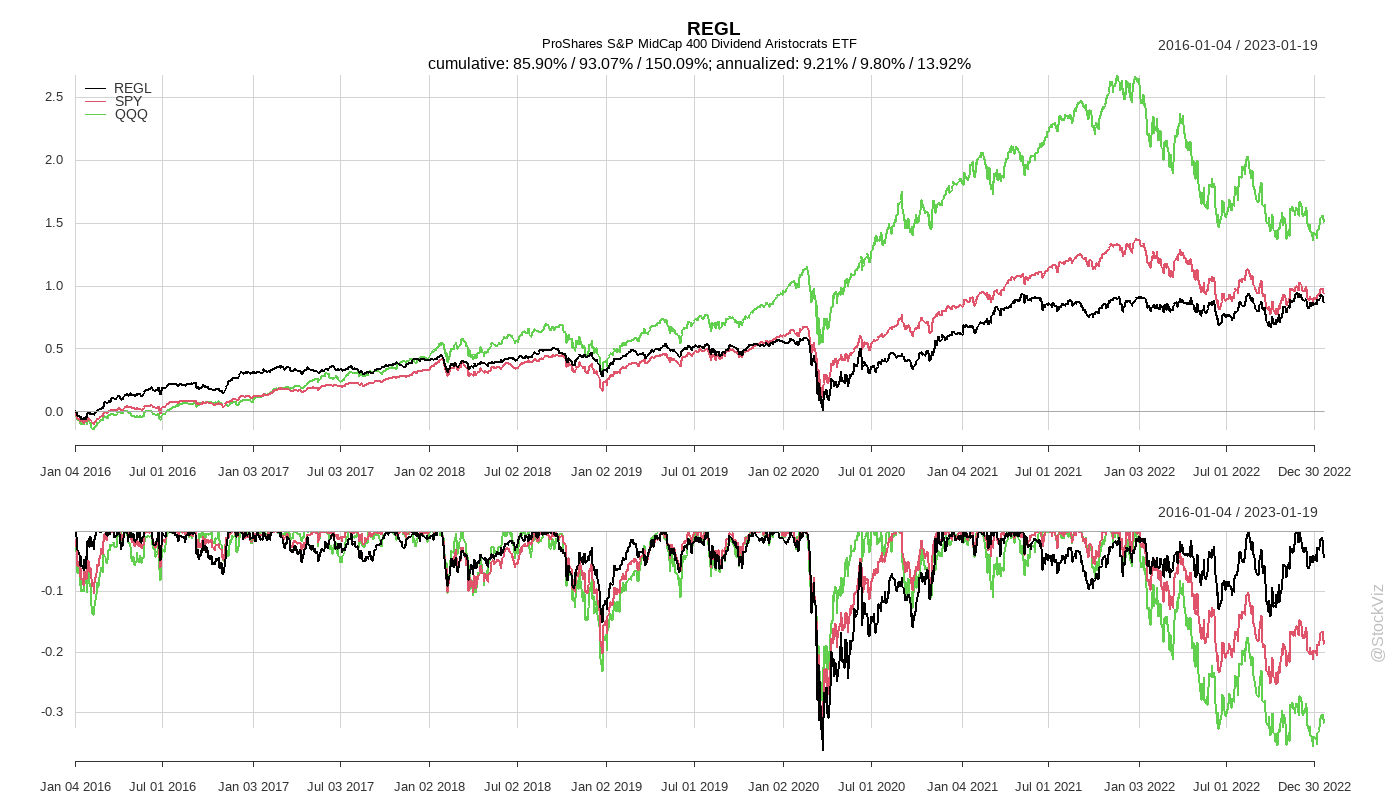 REGL
ProShares S&P MidCap 400 Dividend Aristocrats ETF
2016-01-04 / 2023-01-19
cumulative: 85.90% / 93.07% / 150.09%; annualized: 9.21% / 9.80% / 13.92%
REGL
SPY
QQQ
2.5
2.0
1.5
1.0
0.5
0.0
Jan 04 2016 Jul 01 2016 Jan 03 2017 Jul 03 2017 Jan 02 2018 Jul 02 2018 Jan 02 2019 Jul 01 2019 Jan 02 2020 Jul 01 2020 Jan 04 2021 Jul 01 2021 Jan 03 2022 Jul 01 2022 Dec 30 2022
2016-01-04 / 2023-01-19
-0.1
-0.2
-0.3
Jan 04 2016 Jul 01 2016 Jan 03 2017 Jul 03 2017 Jan 02 2018 Jul 02 2018 Jan 02 2019 Jul 01 2019 Jan 02 2020 Jul 01 2020 Jan 04 2021 Jul 01 2021 Jan 03 2022 Jul 01 2022 Dec 30 2022
@StockViz